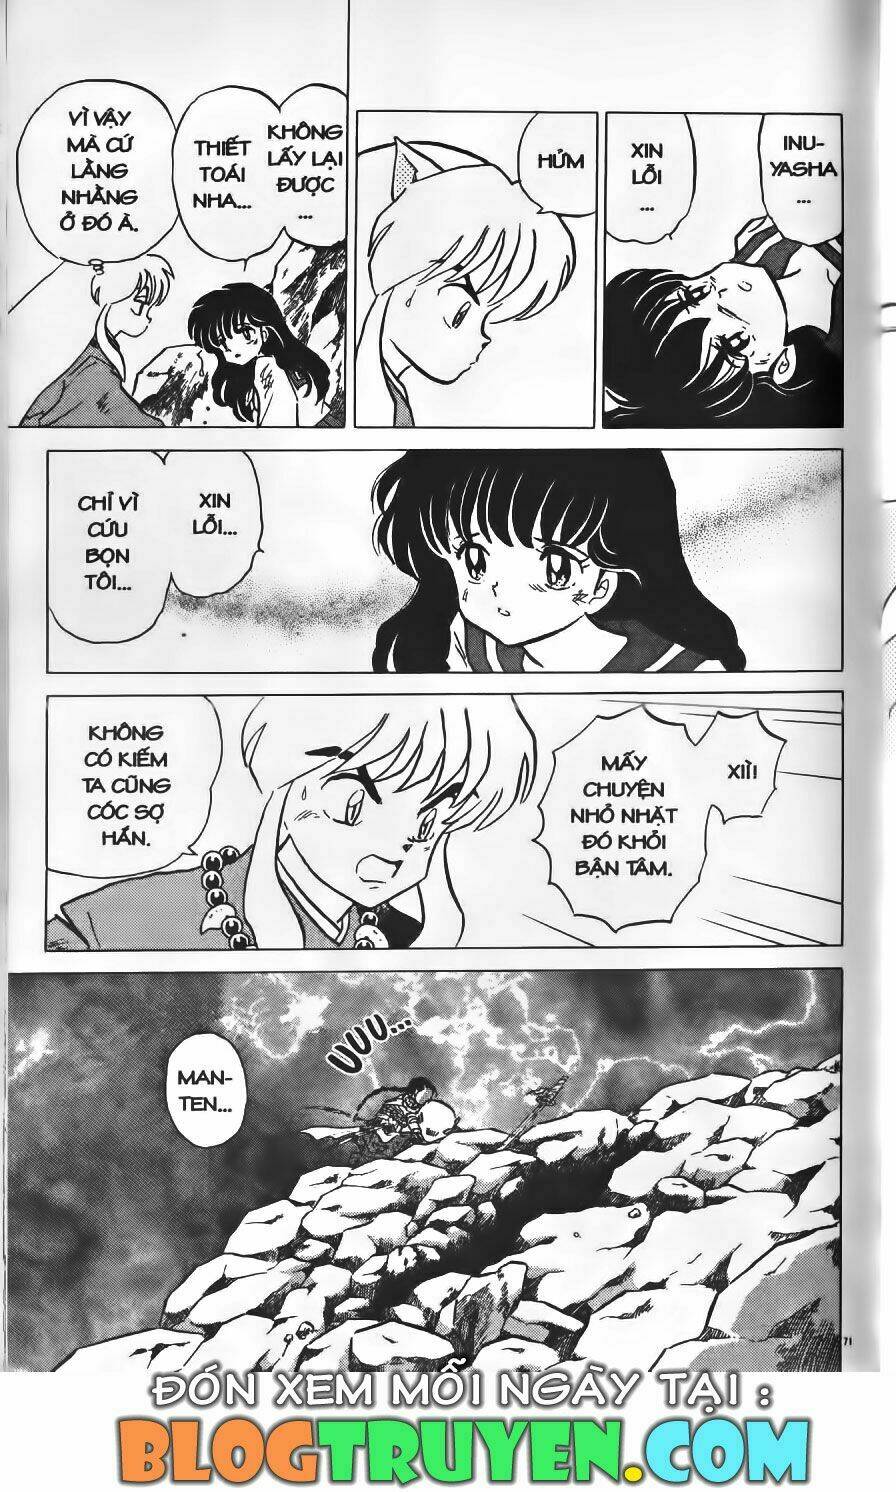 INU-
YASHA
...
XIN
LỖI
...
HỬM
KHÔNG
LẤY LẠI
ĐƯỢC
...
THIẾT
TOÁI
NHA...
VÌ VẬY
MÀ CỨ
LẰNG
NHẰNG
Ở ĐÓ À.
XIN
LỖI...
CHỈ VÌ
CỨU
BỌN
TÔI...
XIÌ!
MẤY
CHUYỆN
NHỎ NHẶT
ĐÓ KHỎI
BẬN TÂM.
KHÔNG
CÓ KIẾM
TA CŨNG
CÓC SỢ
HẮN.
UUU...
MAN-
TEN...
71
ĐÓN XEM MỖI NGÀY TẠI :
BLOGTRUYEN.COM